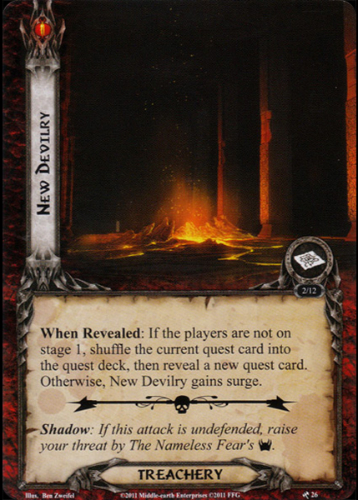 New Devilry
2/12
When Revealed: If the players are not on
stage 1, shuffle the current quest card into
the quest deck, then reveal a new quest card.
Otherwise, New Devilry gains surge.
Shadow: If this attack is undefended, raise
your threat by The Nameless Fear's
TREACHERY
Illus. Ben Zweifel
©2011 Middle-earth Enterprises ©2011 FFG
26